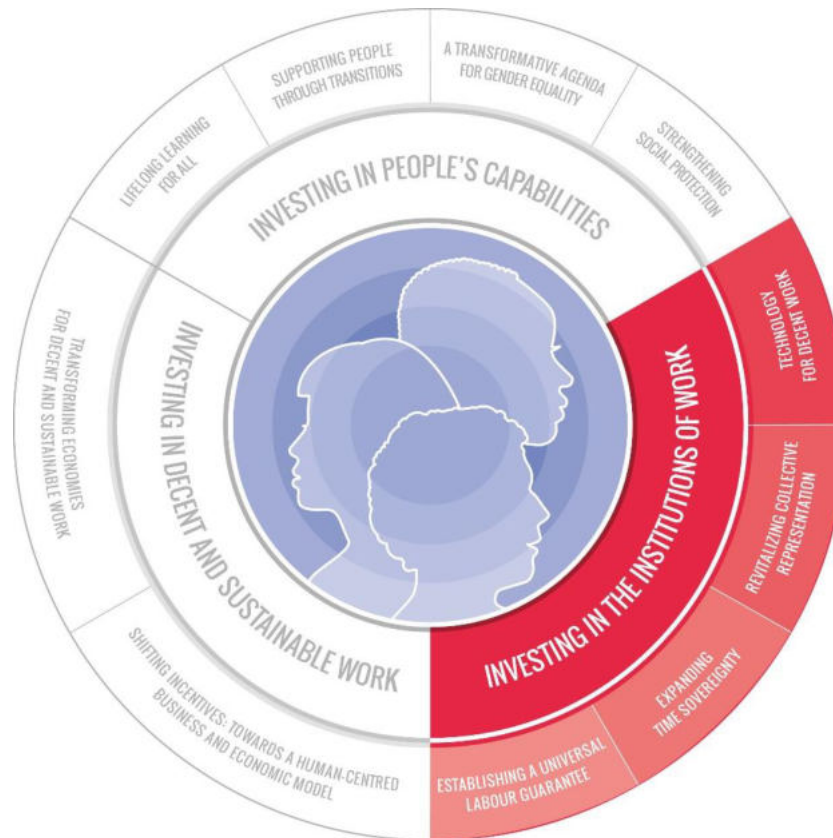 SUPPORTING PEOPLE
THROUGH TRANSITIONS
A TRANSFORMATIVE AGENDA
FOR GENDER EQUALITY
LIFELONG LEARNING
FOR ALL
STRENGTHENING
SOCIAL PROTECTION
INVESTING IN PEOPLE'S CAPABILITIES
TECHNOLOGY
FOR DECENT WORK
REVITALIZING COLLECTIVE
REPRESENTATION
EXPANDING
TIME SOVEREIGNTY
ESTABLISHING A UNIVERSAL
LABOUR GUARANTEE
INVESTING IN THE INSTITUTIONS OF WORK
TRANSFORMING ECONOMIES
FOR DECENT AND SUSTAINABLE WORK
INVESTING IN DECENT AND SUSTAINABLE WORK
SHIFTING INCENTIVES: TOWARDS A HUMAN-CENTRED
BUSINESS AND ECONOMIC MODEL